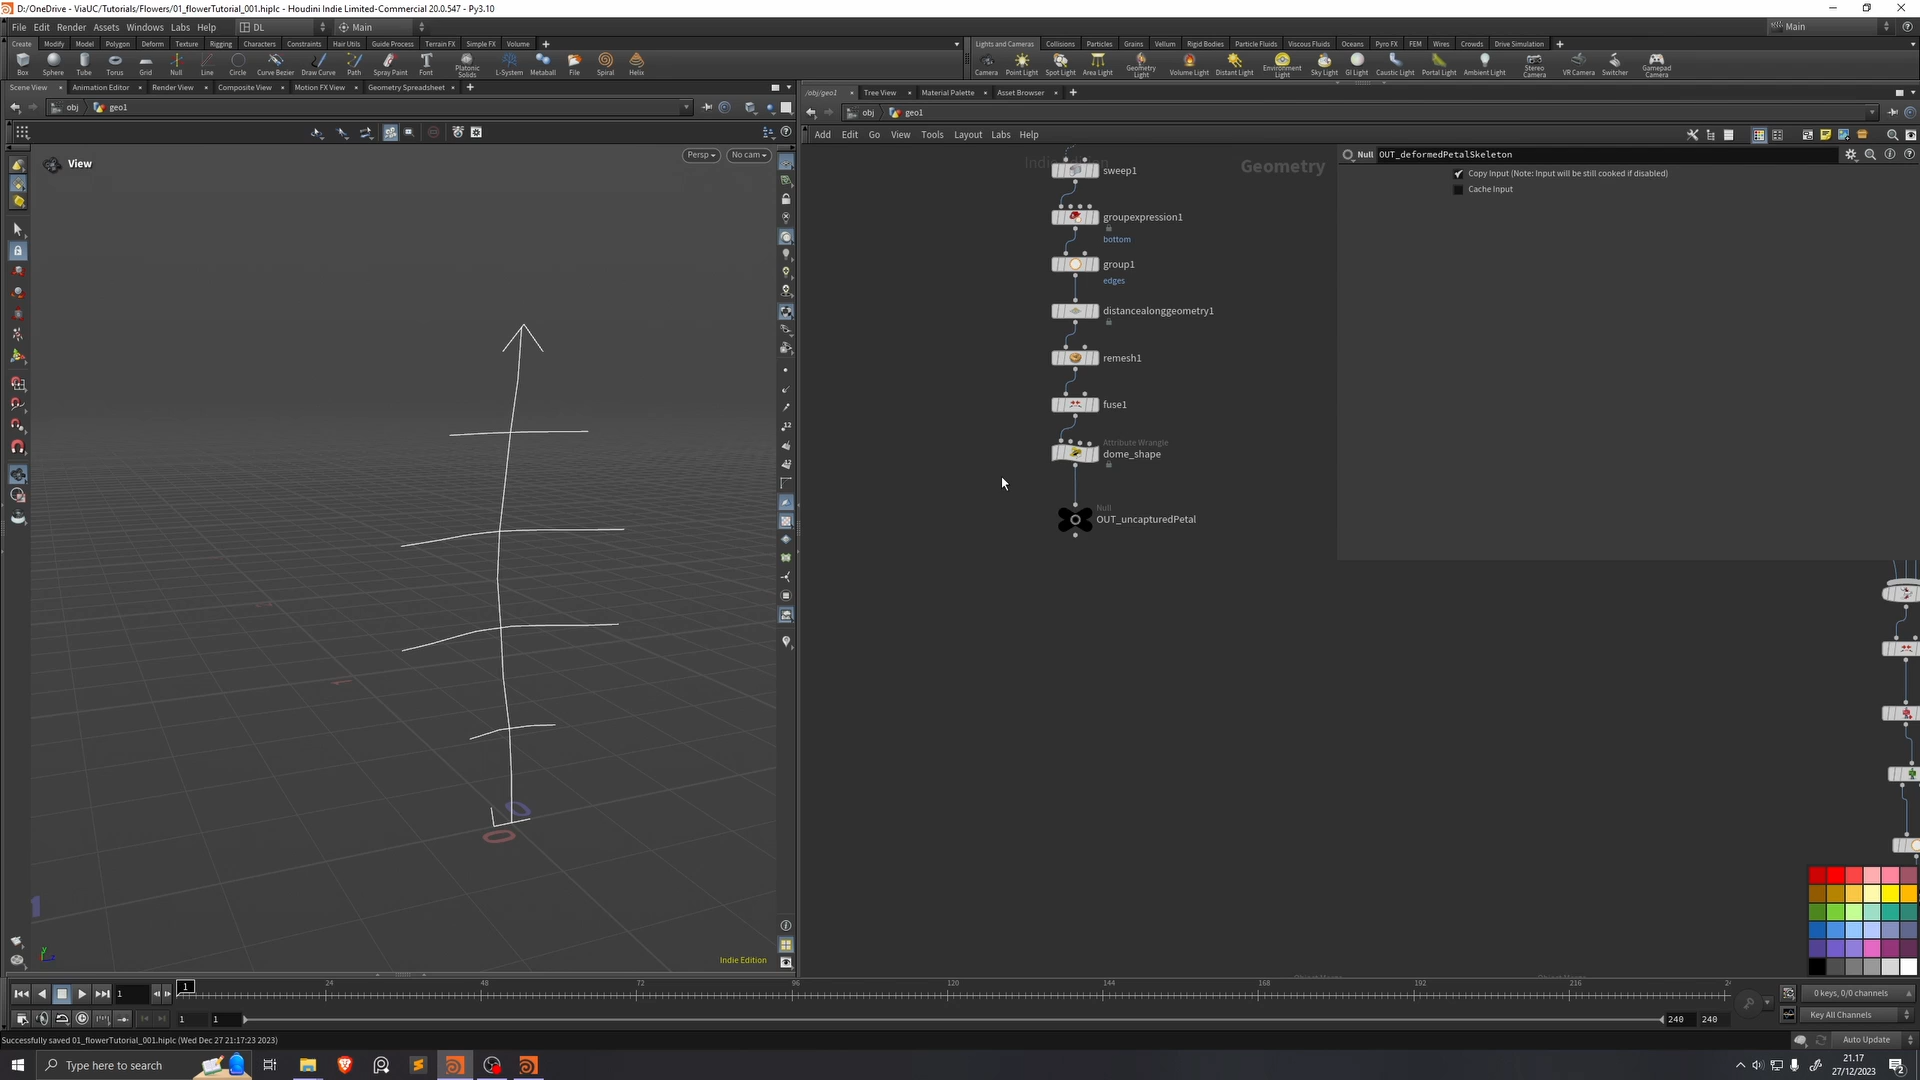 D:/OneDrive - ViaUC/Tutorials/Flowers/01_flowerTutorial_001.hiplc - Houdini Indie Limited-Commercial 20.0.547 - Py3.10
File Edit Render Assets Windows Labs Help DL Main Main
Create Modify Model Polygon Deform Texture Rigging Characters Constraints Hair Utils Guide Process Terrain FX Simple FX Volume
Lights and Cameras Collisions Particles Grains Vellum Rigid Bodies Particle Fluids Viscous Fluids Oceans Pyro FX FEM Wires Crowds Drive Simulation
Box Sphere Tube Torus Grid Null Line Circle Curve Bezier Draw Curve Path Spray Paint Font Platonic Solids L-System Metaball File Spiral Helix
Camera Point Light Spot Light Area Light Geometry Light Volume Light Distant Light Environment Light Sky Light GI Light Caustic Light Portal Light Ambient Light Stereo Camera VR Camera Switcher Gamepad Camera
Scene View Animation Editor Render View Composite View Motion FX View Geometry Spreadsheet
/obj/geo1 Tree View Material Palette Asset Browser
obj geo1
obj geo1
Add Edit Go View Tools Layout Labs Help
View
Persp No cam
Indie Edition
Geometry
Null OUT_deformedPetalSkeleton
Copy Input (Note: Input will be still cooked if disabled)
Cache Input
sweep1
groupexpression1
bottom
group1
edges
distancealonggeometry1
remesh1
fuse1
Attribute Wrangle
dome_shape
Null
OUT_uncapturedPetal
0
0
1
Indie Edition
Object Merge Object Merge
1 1 24 48 72 96 120 144 168 192 216
0 keys, 0/0 channels
1 1 240 240
Key All Channels
Successfully saved 01_flowerTutorial_001.hiplc (Wed Dec 27 21:17:23 2023)
Auto Update
Type here to search
21.17
27/12/2023
2